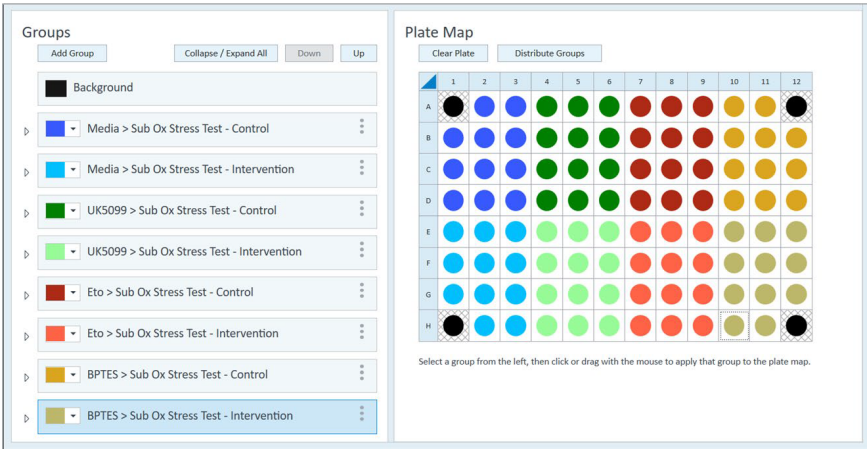 Groups
Add Group
Collapse / Expand All
Down
Up
Background
Media > Sub Ox Stress Test - Control
Media > Sub Ox Stress Test - Intervention
UK5099 > Sub Ox Stress Test - Control
UK5099 > Sub Ox Stress Test - Intervention
Eto > Sub Ox Stress Test - Control
Eto > Sub Ox Stress Test - Intervention
BPTES > Sub Ox Stress Test - Control
BPTES > Sub Ox Stress Test - Intervention
Plate Map
Clear Plate
Distribute Groups
1 2 3 4 5 6 7 8 9 10 11 12
A
B
C
D
E
F
G
H
Select a group from the left, then click or drag with the mouse to apply that group to the plate map.